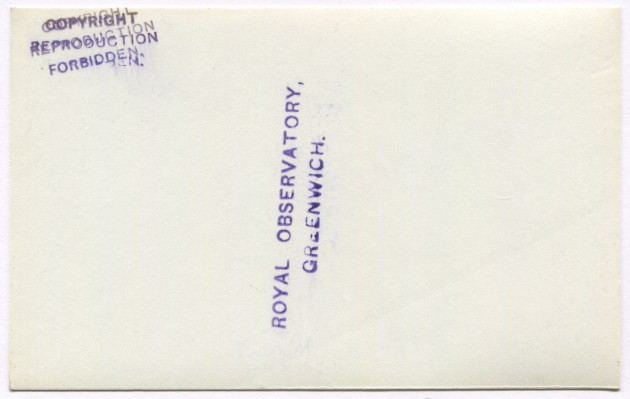 COPYRIGHT
REPRODUCTION
FORBIDDEN.
ROYAL OBSERVATORY,
GREENWICH.